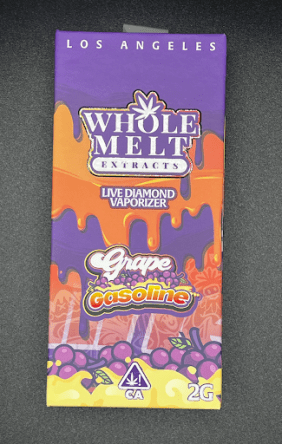 LOS ANGELES
WHOLE
MELT
EXTRACTS
LIVE DIAMOND
VAPORIZER
Grape
Gasoline
CA
2G